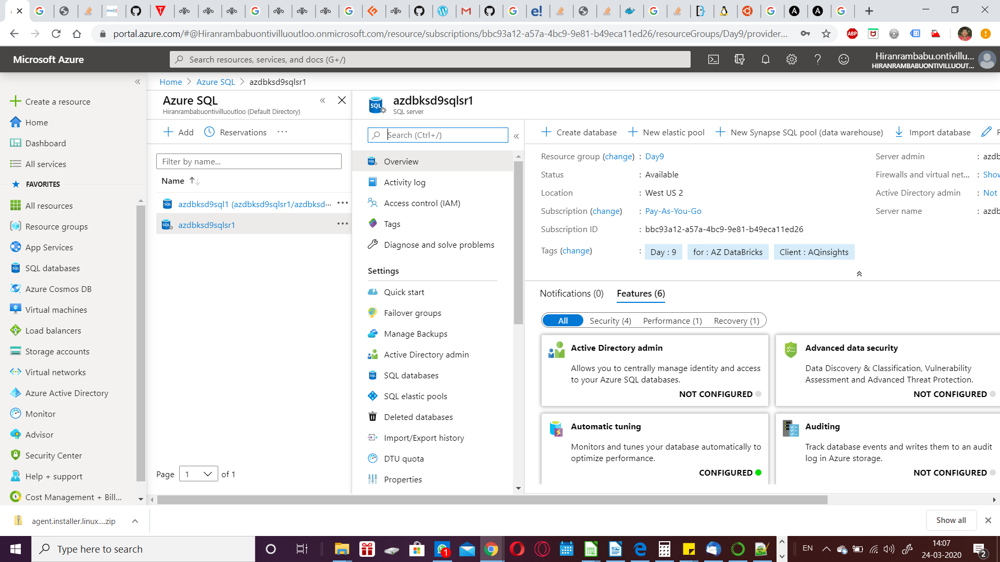 portal.azure.com/#@Hiranrambabuontivilluoutloo.onmicrosoft.com/resource/subscriptions/bbc93a12-a57a-4bc9-9e81-b49eca11ed26/resourceGroups/Day9/provider...
Microsoft Azure
Search resources, services, and docs (G+/)
Hiranrambabu.ontivillu...
HIRANRAMBABUONTIVILLUOUT...
Create a resource
Home
Dashboard
All services
FAVORITES
All resources
Resource groups
App Services
SQL databases
Azure Cosmos DB
Virtual machines
Load balancers
Storage accounts
Virtual networks
Azure Active Directory
Monitor
Advisor
Security Center
Help + support
Cost Management + Bill...
Home > Azure SQL > azdbksd9sqlsr1
Azure SQL
Hiranrambabuontivilluoutloo (Default Directory)
Add
Reservations
Filter by name...
Name
azdbksd9sql1 (azdbksd9sqlsr1/azdbksd...
azdbksd9sqlsr1
Page 1 of 1
azdbksd9sqlsr1
SQL server
Search (Ctrl+/)
Overview
Activity log
Access control (IAM)
Tags
Diagnose and solve problems
Settings
Quick start
Failover groups
Manage Backups
Active Directory admin
SQL databases
SQL elastic pools
Deleted databases
Import/Export history
DTU quota
Properties
Create database
New elastic pool
New Synapse SQL pool (data warehouse)
Import database
Resource group (change) : Day9
Status : Available
Location : West US 2
Subscription (change) : Pay-As-You-Go
Subscription ID : bbc93a12-a57a-4bc9-9e81-b49eca11ed26
Tags (change) : Day : 9 for : AZ DataBricks Client : AQinsights
Server admin : azdb
Firewalls and virtual net... : Show
Active Directory admin : Not
Server name : azdb
Notifications (0)
Features (6)
All
Security (4)
Performance (1)
Recovery (1)
Active Directory admin
Allows you to centrally manage identity and access
to your Azure SQL databases.
NOT CONFIGURED
Advanced data security
Data Discovery & Classification, Vulnerability
Assessment and Advanced Threat Protection.
NOT CONFIGURED
Automatic tuning
Monitors and tunes your database automatically to
optimize performance.
CONFIGURED
Auditing
Track database events and writes them to an audit
log in Azure storage.
NOT CONFIGURED
agent.installer.linux....zip
Show all
Type here to search
1
EN
14:07
24-03-2020
2